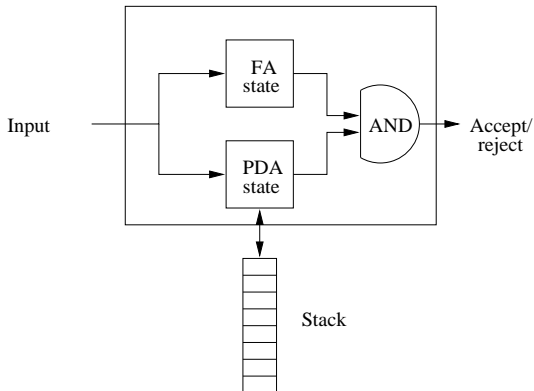 FA
state
Input
AND
Accept/
reject
PDA
state
Stack